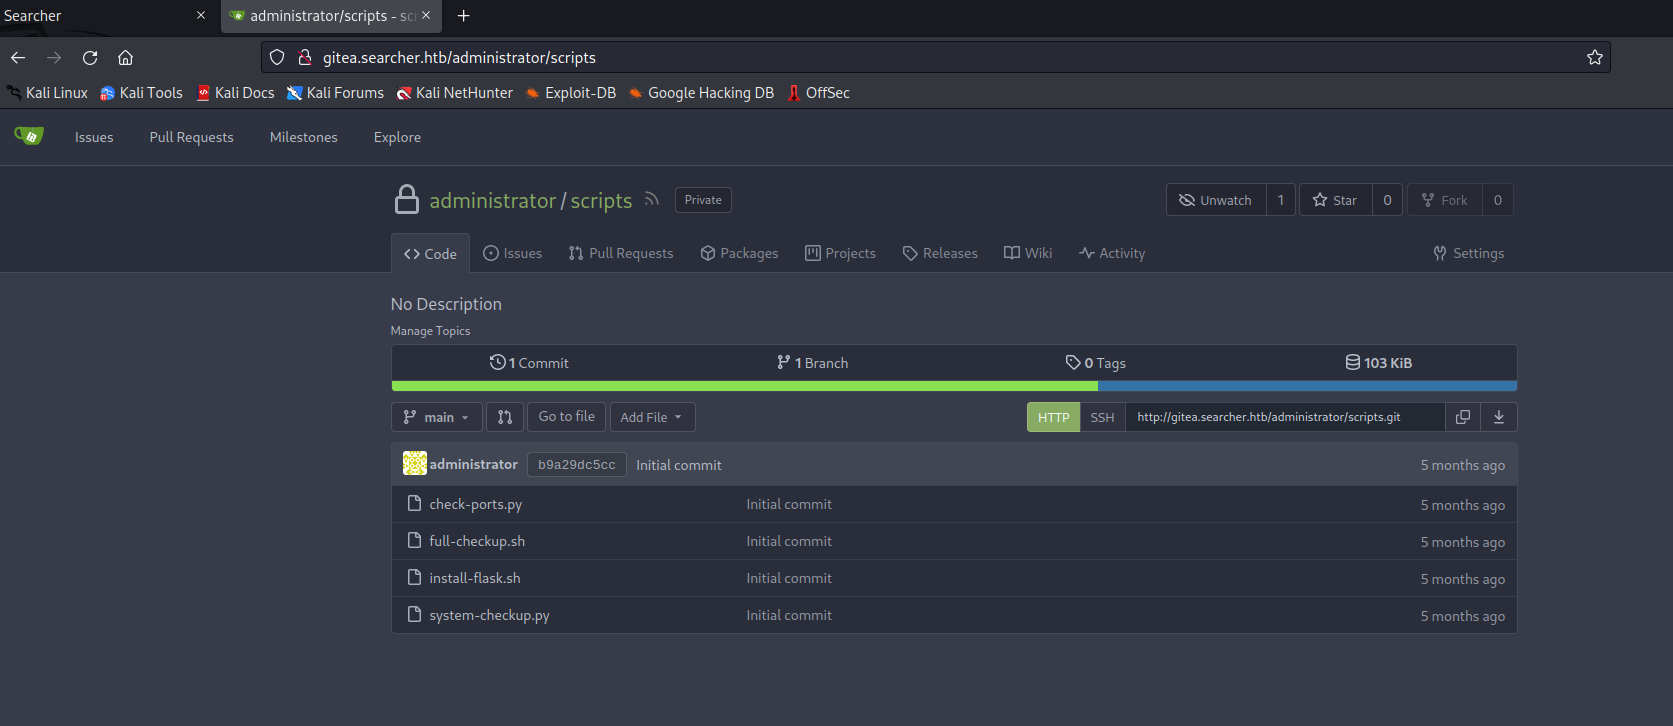 Searcher
administrator/scripts - sc
gitea.searcher.htb/administrator/scripts
Kali Linux Kali Tools Kali Docs Kali Forums Kali NetHunter Exploit-DB Google Hacking DB OffSec
Issues Pull Requests Milestones Explore
administrator/scripts Private Unwatch 1 Star 0 Fork 0
Code Issues Pull Requests Packages Projects Releases Wiki Activity Settings
No Description
Manage Topics
1 Commit 1 Branch 0 Tags 103 KiB
main Go to file Add File HTTP SSH http://gitea.searcher.htb/administrator/scripts.git
administrator b9a29dc5cc Initial commit 5 months ago
check-ports.py Initial commit 5 months ago
full-checkup.sh Initial commit 5 months ago
install-flask.sh Initial commit 5 months ago
system-checkup.py Initial commit 5 months ago